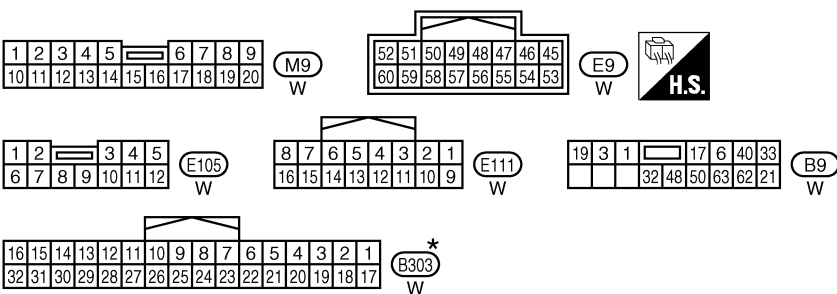 1 2 3 4 5 6 7 8 9
10 11 12 13 14 15 16 17 18 19 20
M9
W
52 51 50 49 48 47 46 45
60 59 58 57 56 55 54 53
E9
W
H.S.
1 2 3 4 5
6 7 8 9 10 11 12
E105
W
8 7 6 5 4 3 2 1
16 15 14 13 12 11 10 9
E111
W
19 3 1 17 6 40 33
32 48 50 63 62 21
B9
W
16 15 14 13 12 11 10 9 8 7 6 5 4 3 2 1
32 31 30 29 28 27 26 25 24 23 22 21 20 19 18 17
B303 *
W